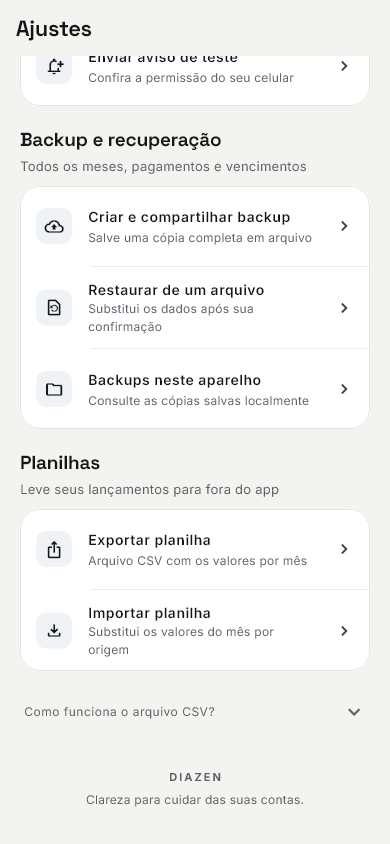 Ajustes
Enviar aviso de teste
Confira a permissão do seu celular
Backup e recuperação
Todos os meses, pagamentos e vencimentos
Criar e compartilhar backup
Salve uma cópia completa em arquivo
Restaurar de um arquivo
Substitui os dados após sua
confirmação
Backups neste aparelho
Consulte as cópias salvas localmente
Planilhas
Leve seus lançamentos para fora do app
Exportar planilha
Arquivo CSV com os valores por mês
Importar planilha
Substitui os valores do mês por
origem
Como funciona o arquivo CSV?
DIAZEN
Clareza para cuidar das suas contas.